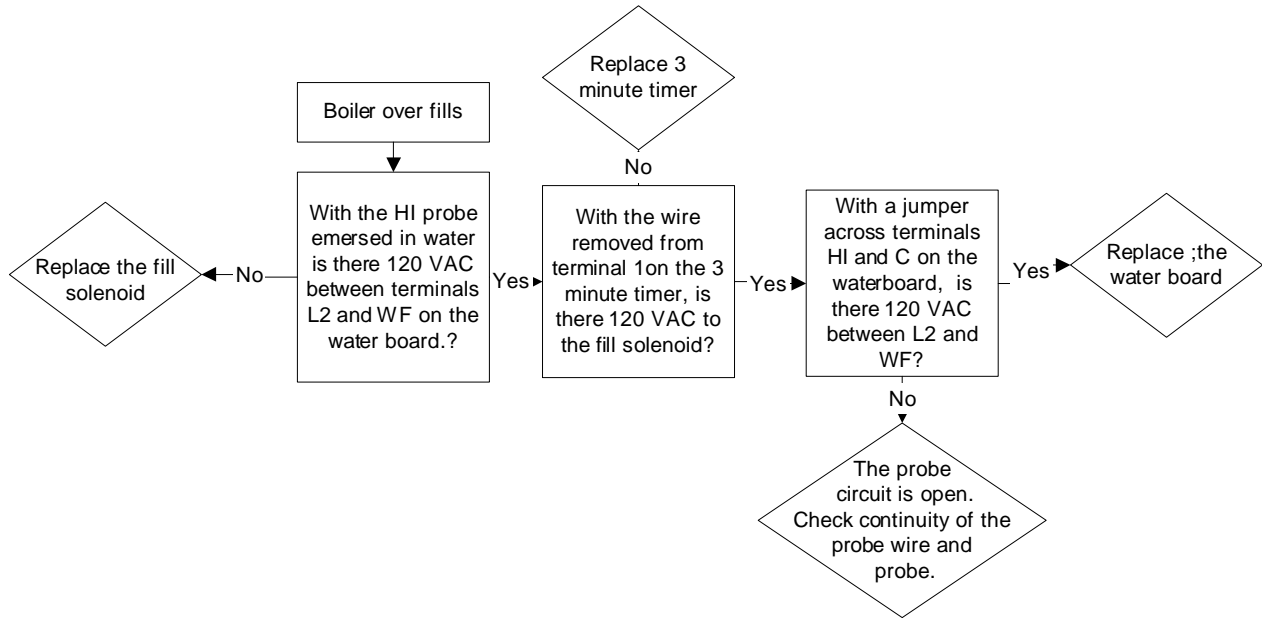 Replace 3
minute timer
Boiler over fills
No
With the HI probe
emersed in water
is there 120 VAC
between terminals
L2 and WF on the
water board.?
With the wire
removed from
terminal 1on the 3
minute timer, is
there 120 VAC to
the fill solenoid?
With a jumper
across terminals
HI and C on the
waterboard, is
there 120 VAC
between L2 and
WF?
Replace the fill
solenoid
No
Yes
Yes
Yes
Replace ;the
water board
No
The probe
circuit is open.
Check continuity of the
probe wire and
probe.